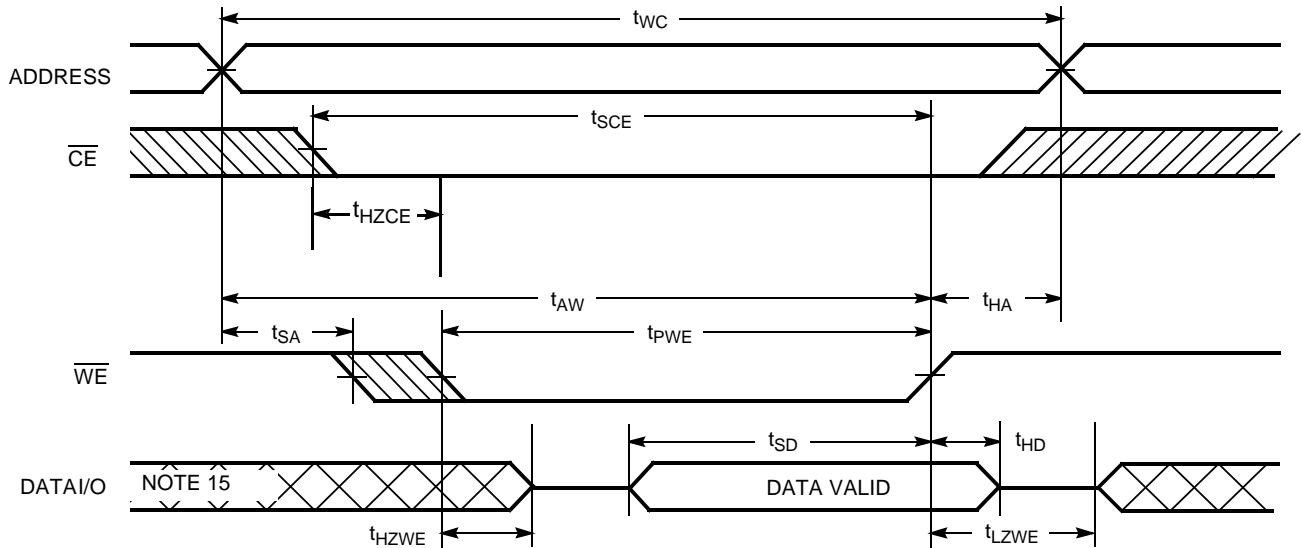 tWC
ADDRESS
tSCE
CE
tHZCE
tAW
tHA
tSA
tPWE
WE
tSD
tHD
DATAI/O
NOTE 15
DATA VALID
tHZWE
tLZWE